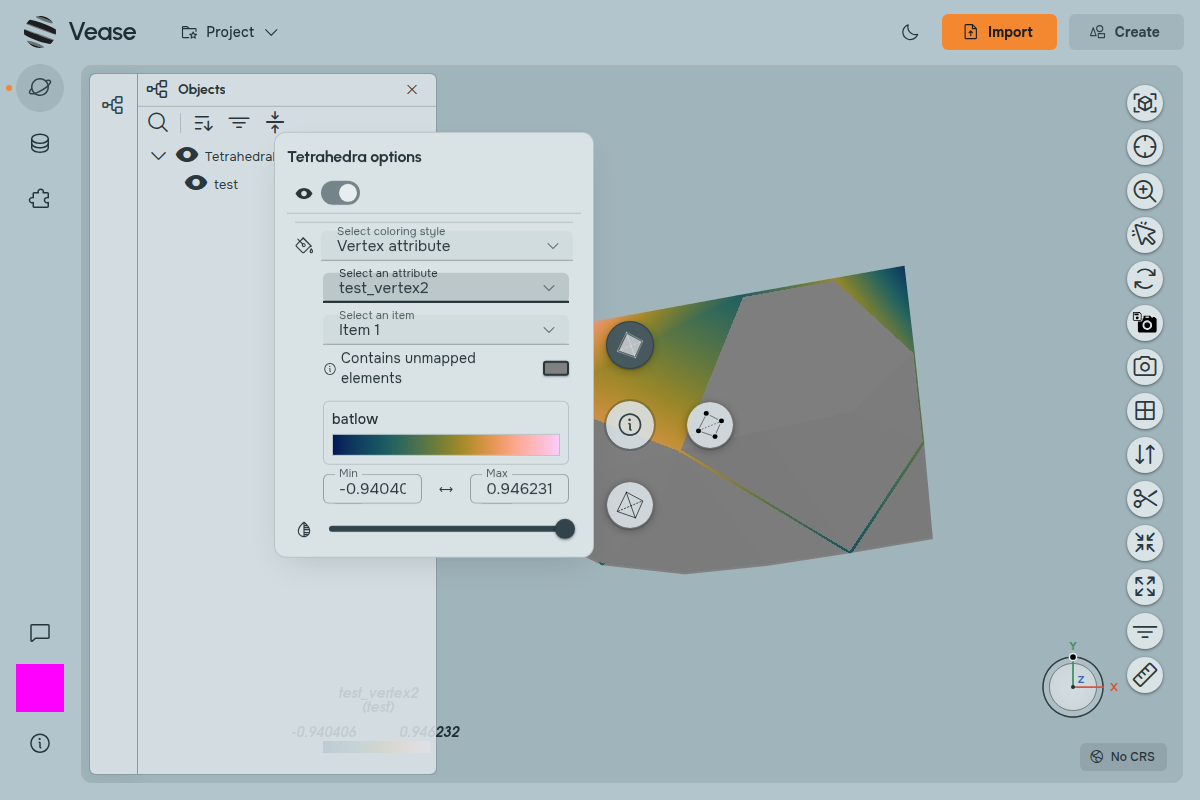 Vease
Project
Import
Create
Objects
Tetrahedra
test
Tetrahedra options
Select coloring style
Vertex attribute
Select an attribute
test_vertex2
Select an item
Item 1
Contains unmapped
elements
batlow
Min
Max
-0.9404
0.946231
test_vertex2
(test)
-0.940406
0.946232
Y
Z
X
No CRS